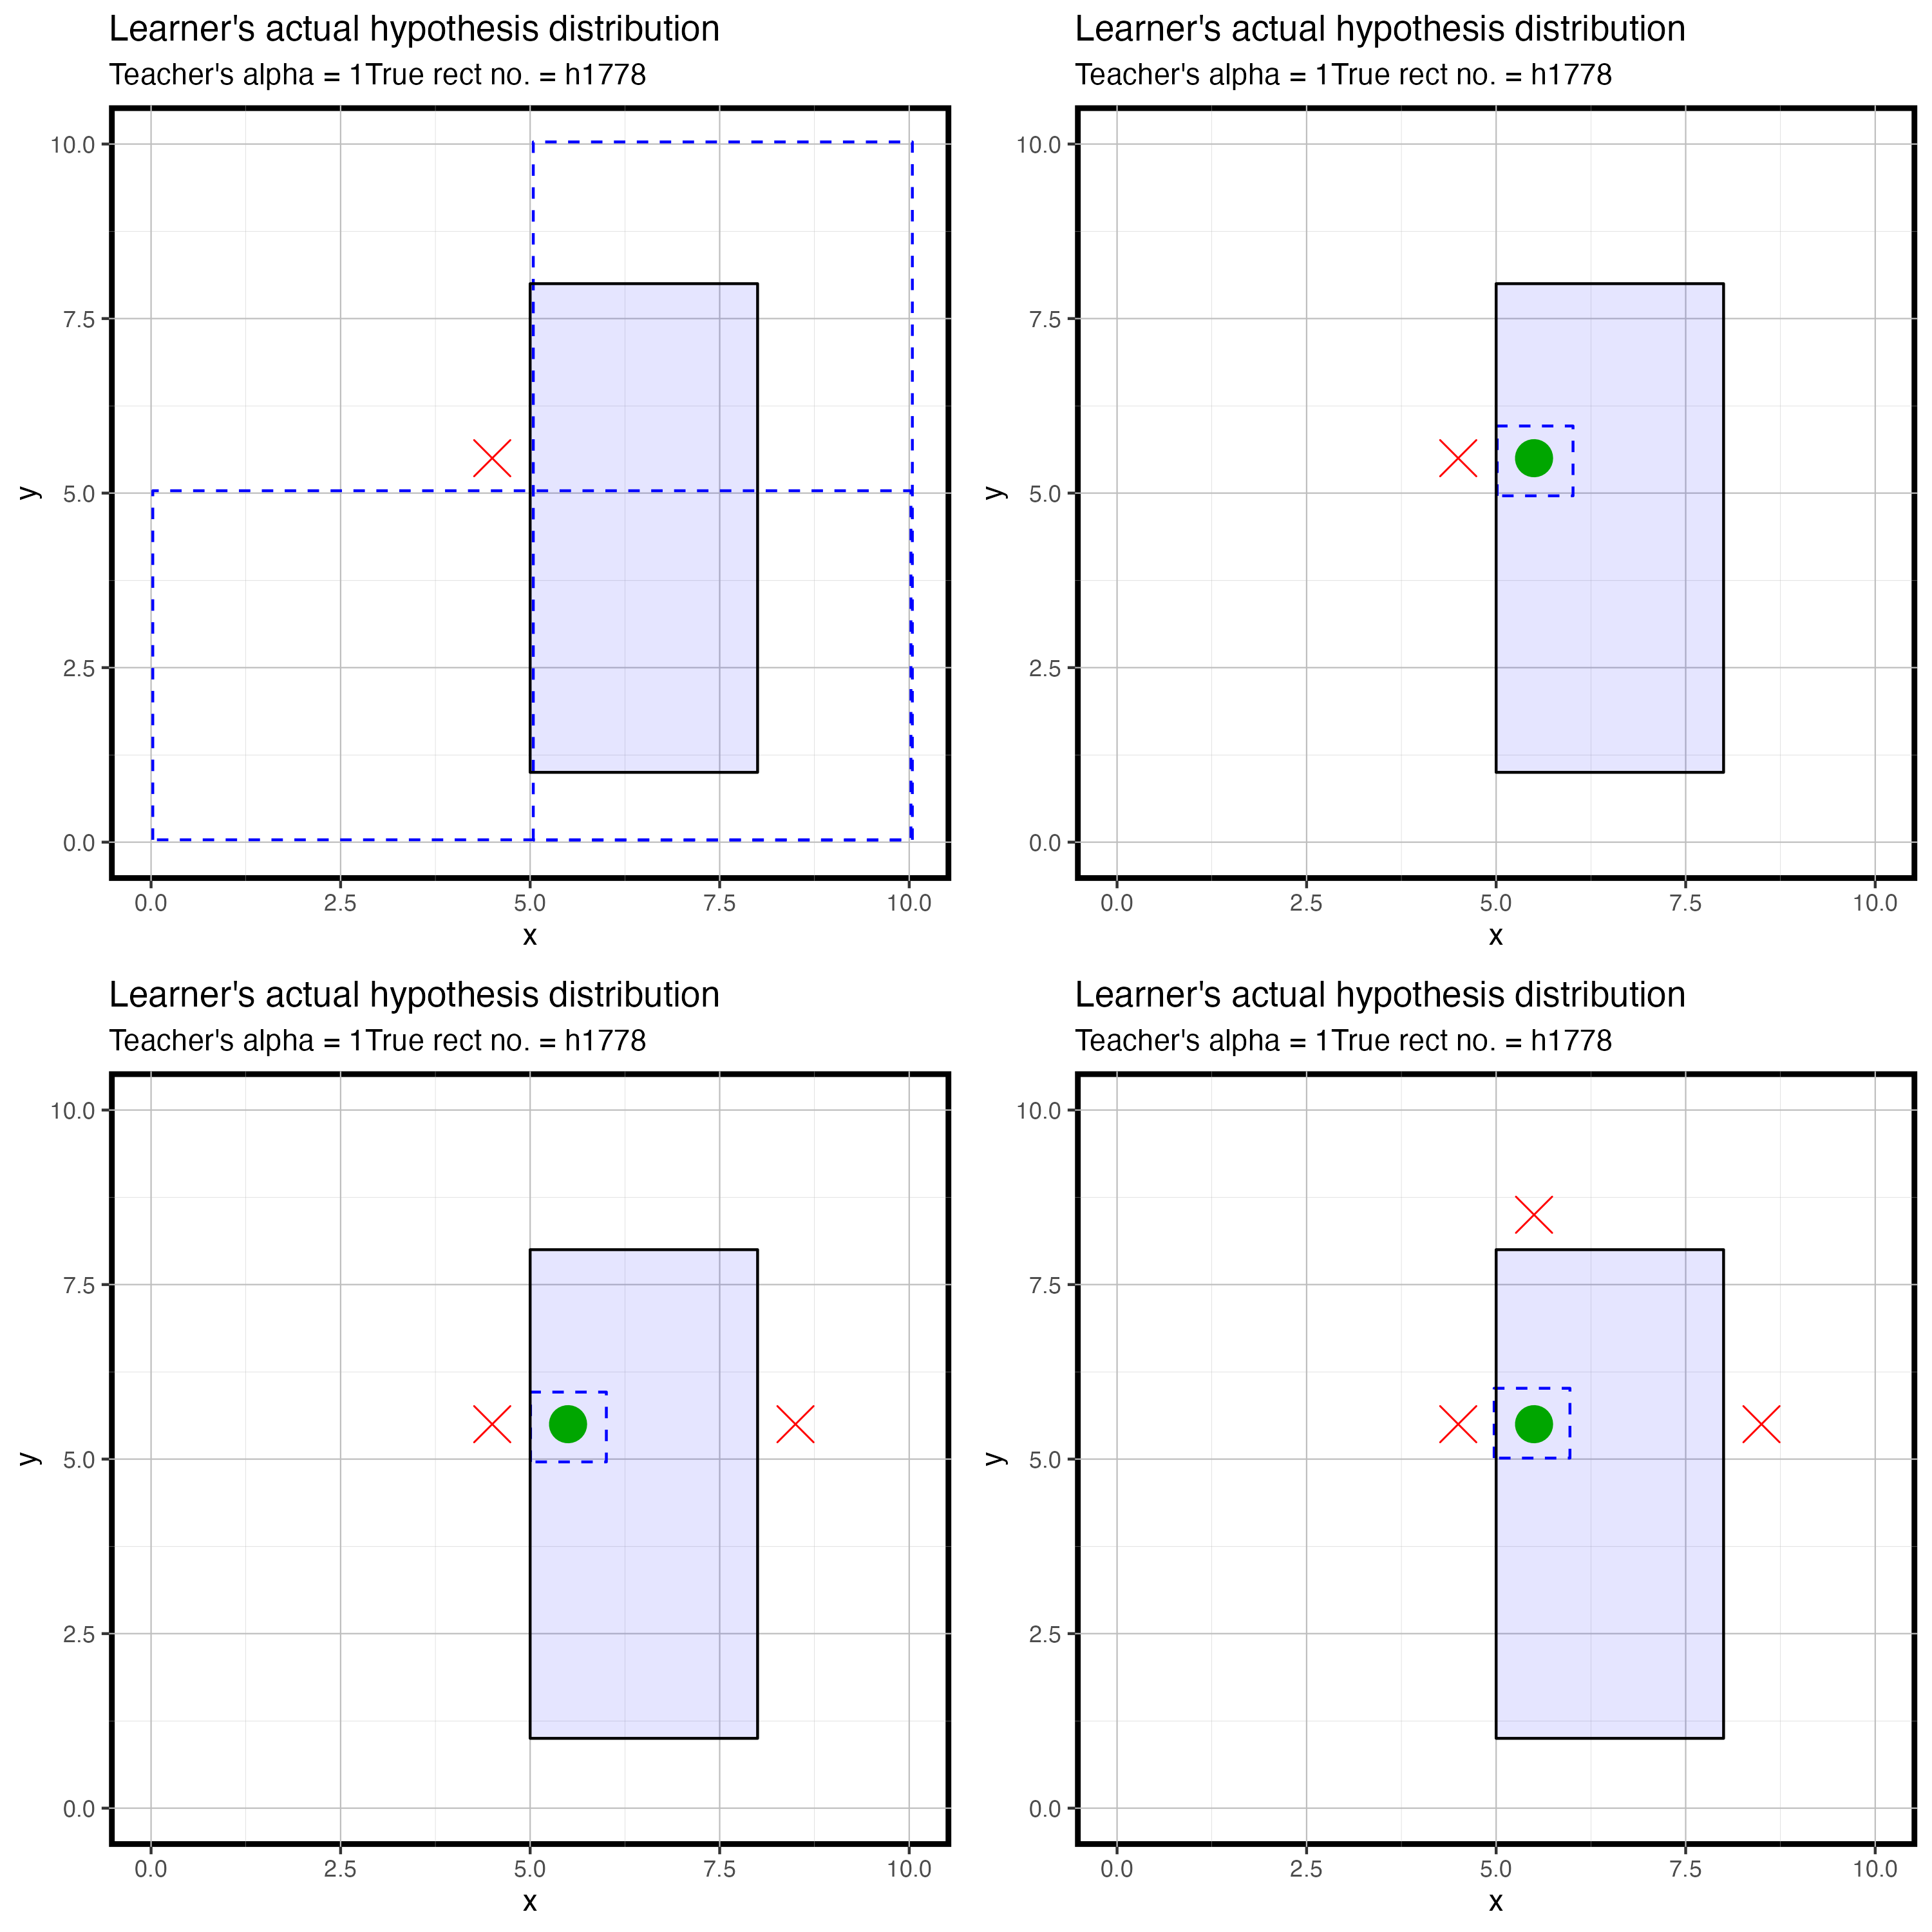 Learner's actual hypothesis distribution
Teacher's alpha = 1True rect no. = h1778
10.0
7.5
y
5.0
2.5
0.0
0.0 2.5 5.0 7.5 10.0
x
Learner's actual hypothesis distribution
Teacher's alpha = 1True rect no. = h1778
10.0
7.5
y
5.0
2.5
0.0
0.0 2.5 5.0 7.5 10.0
x
Learner's actual hypothesis distribution
Teacher's alpha = 1True rect no. = h1778
10.0
7.5
y
5.0
2.5
0.0
0.0 2.5 5.0 7.5 10.0
x
Learner's actual hypothesis distribution
Teacher's alpha = 1True rect no. = h1778
10.0
7.5
y
5.0
2.5
0.0
0.0 2.5 5.0 7.5 10.0
x